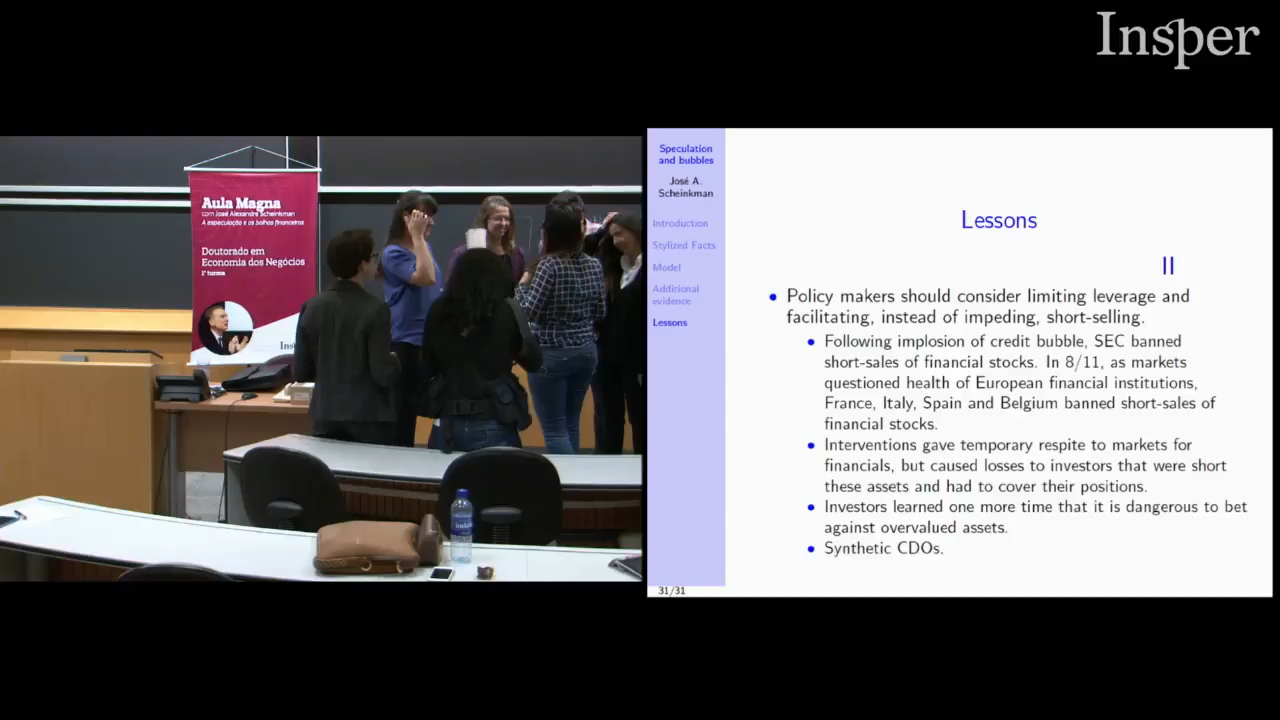 Insper
Aula Magna
com José Alexandre Scheinkman
A especulação e as bolhas financeiras
Doutorado em
Economia dos Negócios
1ª turma
Ins
Speculation
and bubbles
José A.
Scheinkman
Introduction
Stylized Facts
Model
Additional
evidence
Lessons
Lessons
II
• Policy makers should consider limiting leverage and
facilitating, instead of impeding, short-selling.
• Following implosion of credit bubble, SEC banned
short-sales of financial stocks. In 8/11, as markets
questioned health of European financial institutions,
France, Italy, Spain and Belgium banned short-sales of
financial stocks.
• Interventions gave temporary respite to markets for
financials, but caused losses to investors that were short
these assets and had to cover their positions.
• Investors learned one more time that it is dangerous to bet
against overvalued assets.
• Synthetic CDOs.
31/31